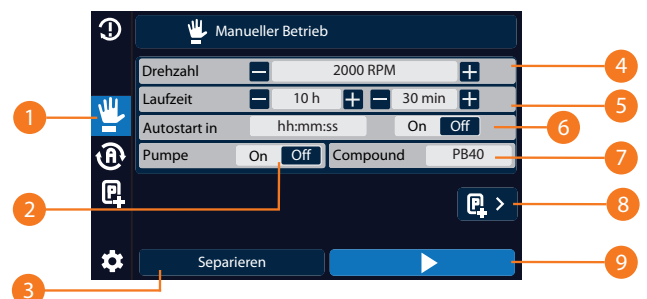 Manueller Betrieb
Drehzahl 2000 RPM 4
Laufzeit 10 h 30 min 5
1
Autostart in hh:mm:ss On Off 6
Pumpe On Off Compound PB40 7
2
8
Separieren 9
3